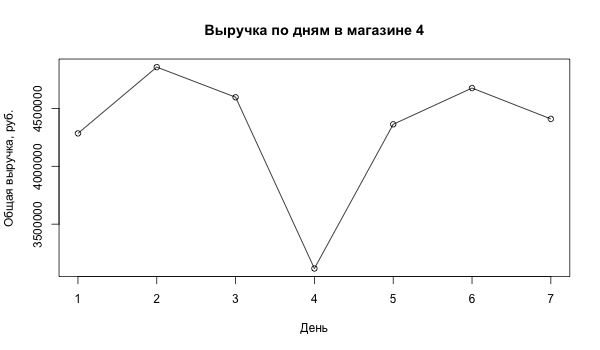 Выручка по дням в магазине 4
Общая выручка, руб.
4500000
4000000
3500000
1 2 3 4 5 6 7
День